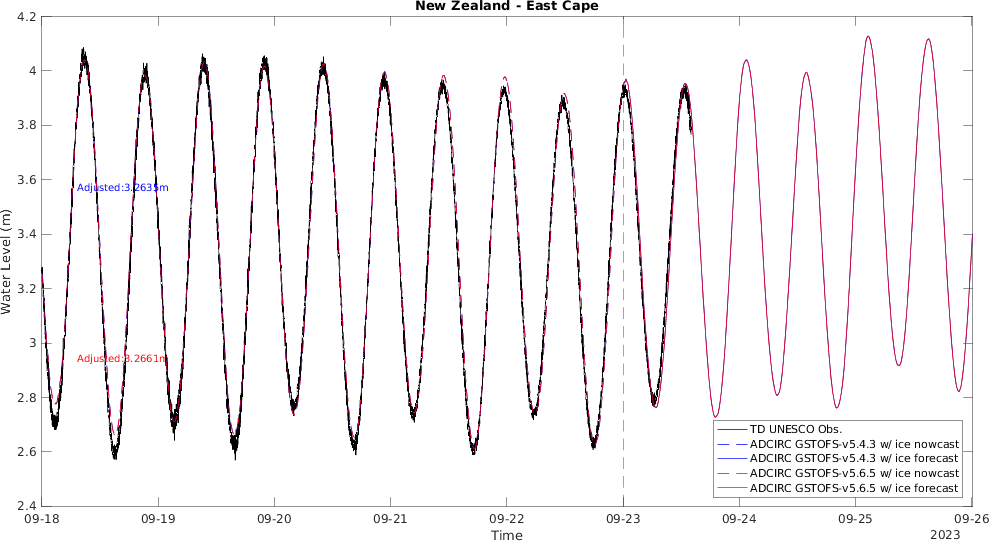 New Zealand - East Cape
Water Level (m)
4.2
4
3.8
3.6
3.4
3.2
3
2.8
2.6
2.4
Adjusted:3.2635m
Adjusted:3.2661m
TD UNESCO Obs.
ADCIRC GSTOFS-v5.4.3 w/ ice nowcast
ADCIRC GSTOFS-v5.4.3 w/ ice forecast
ADCIRC GSTOFS-v5.6.5 w/ ice nowcast
ADCIRC GSTOFS-v5.6.5 w/ ice forecast
09-18 09-19 09-20 09-21 09-22 09-23 09-24 09-25 09-26
Time
2023